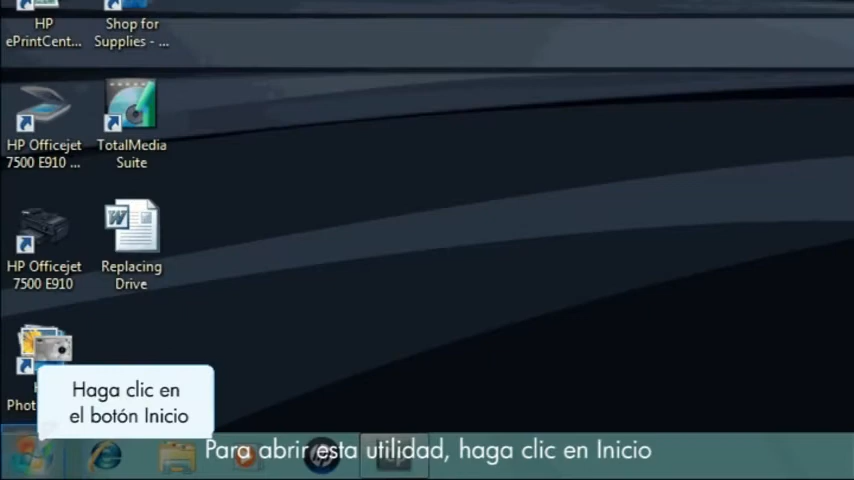 HP
ePrintCent...
Shop for
Supplies - ...
HP Officejet
7500 E910 ...
TotalMedia
Suite
HP Officejet
7500 E910
Replacing
Drive
Haga clic en
el botón Inicio
Para abrir esta utilidad, haga clic en Inicio